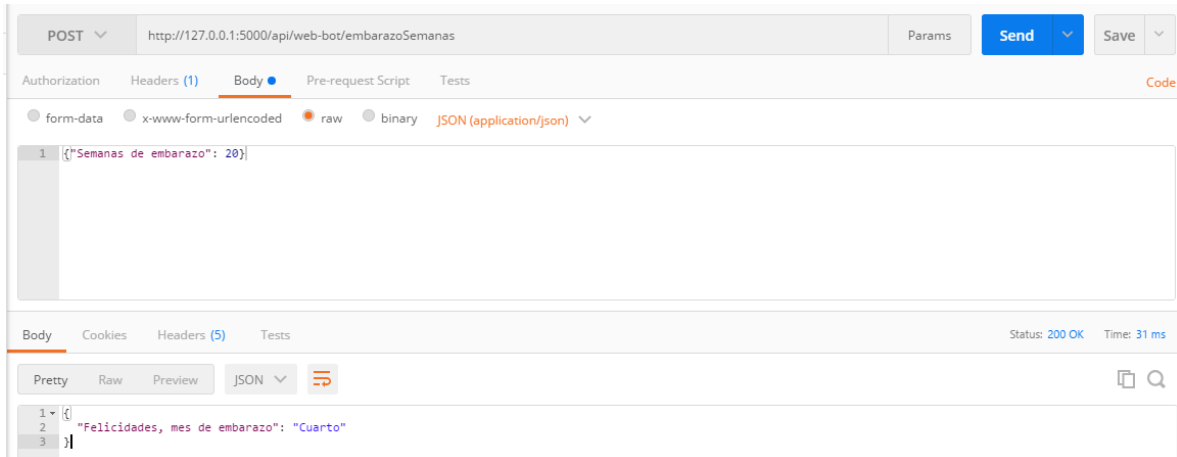 POST http://127.0.0.1:5000/api/web-bot/embarazoSemanas Params Send Save
Authorization Headers (1) Body Pre-request Script Tests Code
form-data x-www-form-urlencoded raw binary JSON (application/json)
1 {"Semanas de embarazo": 20}
Body Cookies Headers (5) Tests Status: 200 OK Time: 31 ms
Pretty Raw Preview JSON
1 {
2 "Felicidades, mes de embarazo": "Cuarto"
3 }